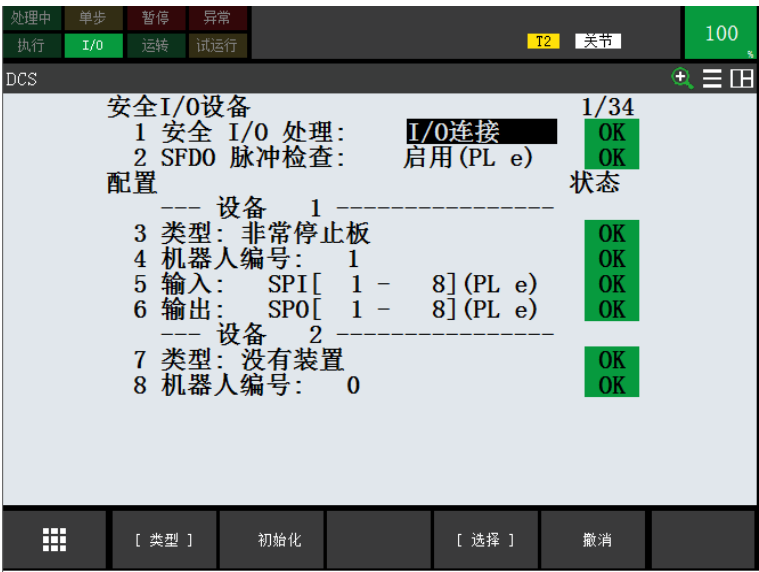 处理中 单步 暂停 异常
执行 I/O 运转 试运行 T2 关节 100 %
DCS
安全I/O设备 1/34
1 安全 I/O 处理: I/O连接 OK
2 SFDO 脉冲检查: 启用(PL e) OK
配置 状态
--- 设备 1 ----------------
3 类型: 非常停止板 OK
4 机器人编号: 1 OK
5 输入: SPI[ 1 - 8](PL e) OK
6 输出: SPO[ 1 - 8](PL e) OK
--- 设备 2 ----------------
7 类型: 没有装置 OK
8 机器人编号: 0 OK
[ 类型 ] 初始化 [ 选择 ] 撤消